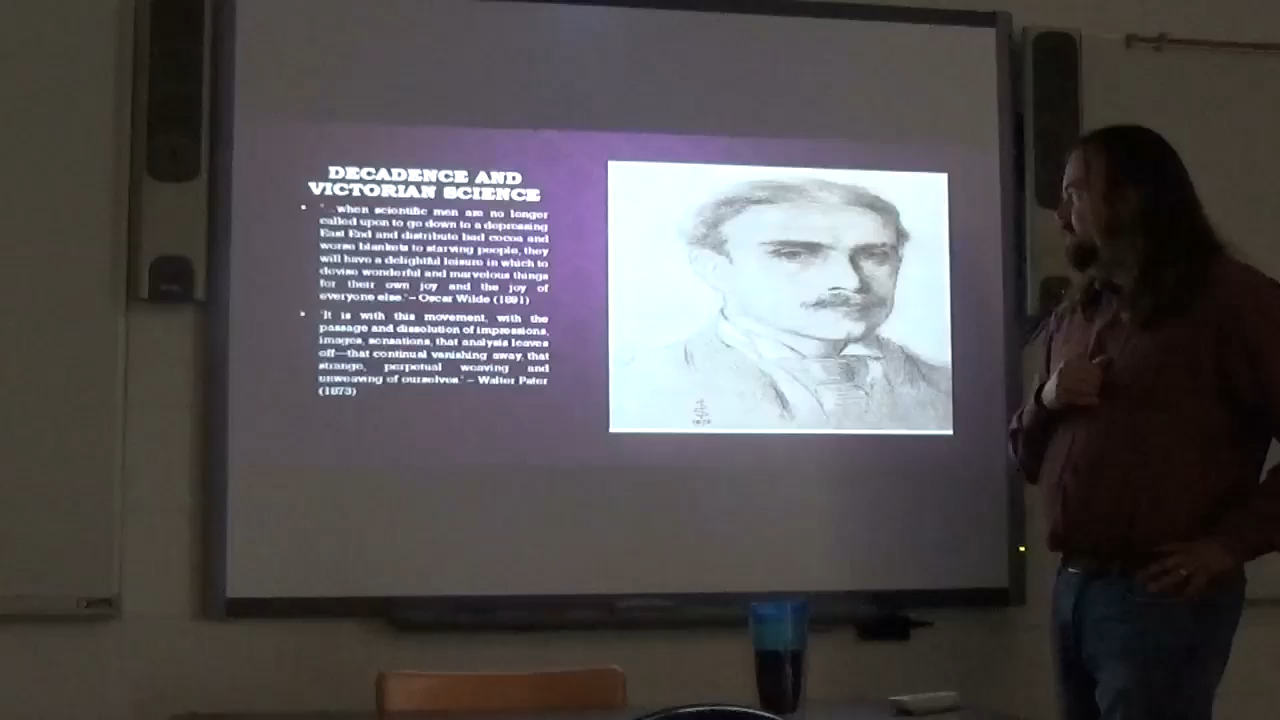 DECADENCE AND
VICTORIAN SCIENCE
• "…when scientific men are no longer
called upon to go down to a depressing
East End and distribute bad cocoa and
worse blankets to starving people, they
will have a delightful leisure in which to
devise wonderful and marvelous things
for their own joy and the joy of
everyone else."– Oscar Wilde (1891)
• "It is with this movement, with the
passage and dissolution of impressions,
images, sensations, that analysis leaves
off—that continual vanishing away, that
strange, perpetual weaving and
unweaving of ourselves." – Walter Pater
(1873)